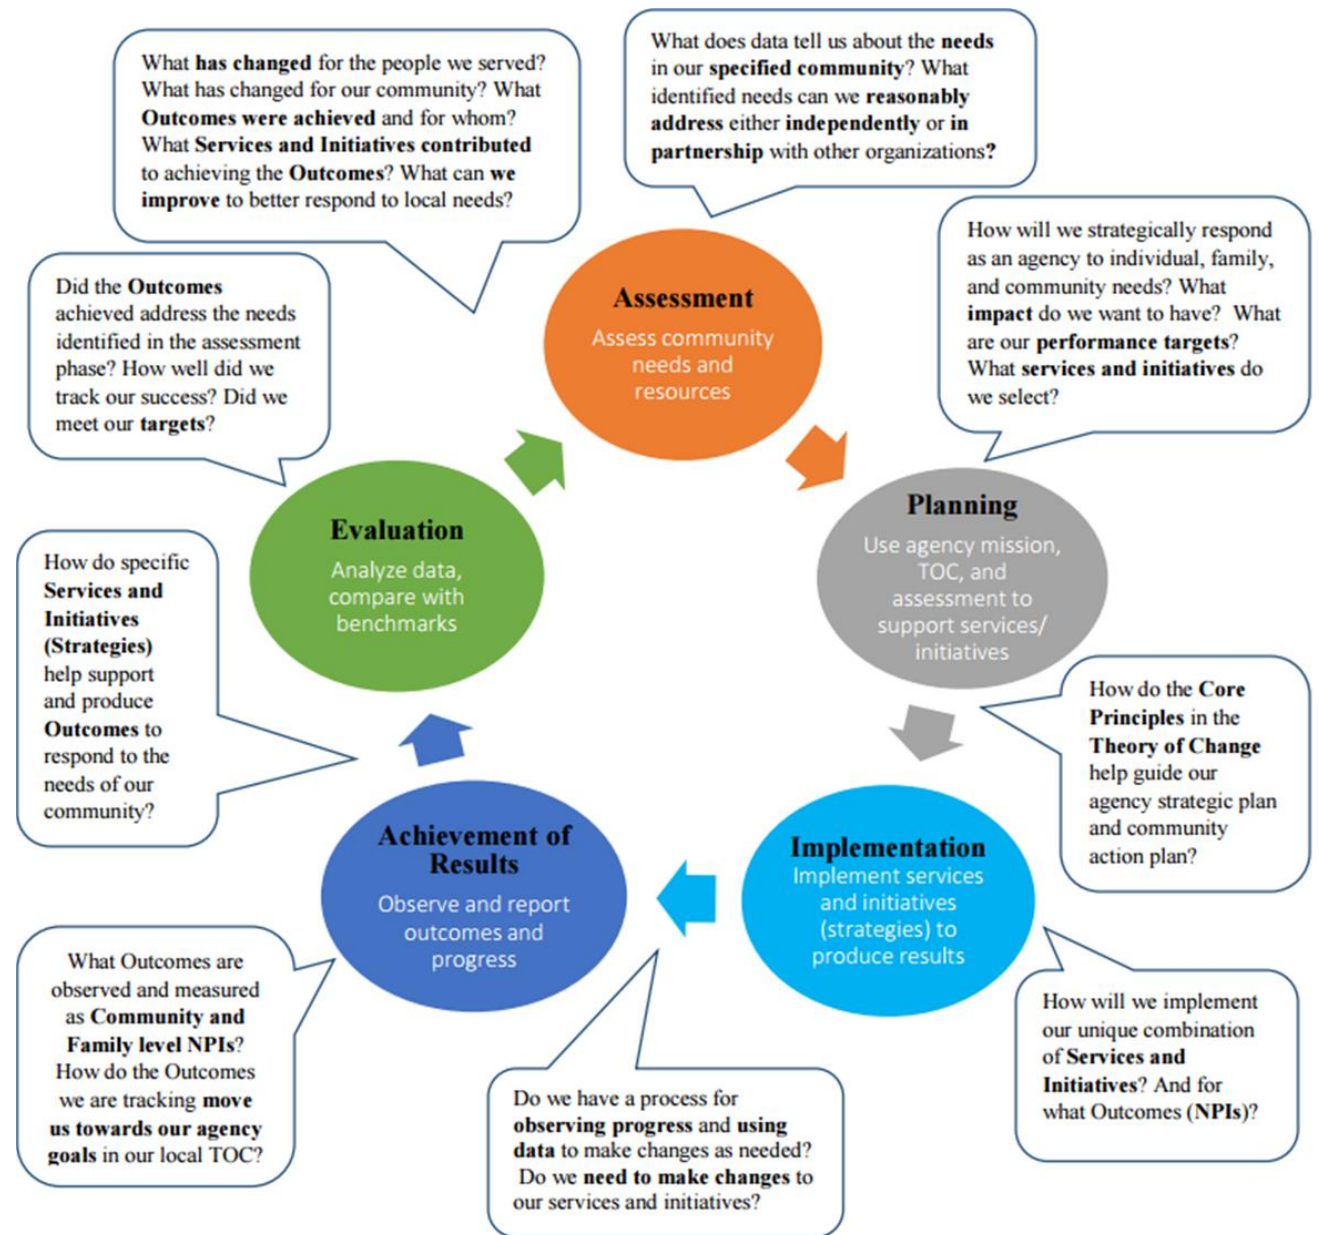 What has changed for the people we served?
What has changed for our community? What
Outcomes were achieved and for whom?
What Services and Initiatives contributed
to achieving the Outcomes? What can we
improve to better respond to local needs?
What does data tell us about the needs
in our specified community? What
identified needs can we reasonably
address either independently or in
partnership with other organizations?
How will we strategically respond
as an agency to individual, family,
and community needs? What
impact do we want to have?  What
are our performance targets?
What services and initiatives do
we select?
Did the Outcomes
achieved address the needs
identified in the assessment
phase? How well did we
track our success? Did we
meet our targets?
Assessment
Assess community
needs and
resources
Planning
Use agency mission,
TOC, and
assessment to
support services/
initiatives
Evaluation
Analyze data,
compare with
benchmarks
How do specific
Services and
Initiatives
(Strategies)
help support
and produce
Outcomes to
respond to the
needs of our
community?
How do the Core
Principles in the
Theory of Change
help guide our
agency strategic plan
and community
action plan?
Achievement of
Results
Observe and report
outcomes and
progress
Implementation
Implement services
and initiatives
(strategies) to
produce results
What Outcomes are
observed and measured
as Community and
Family level NPIs?
How do the Outcomes
we are tracking move
us towards our agency
goals in our local TOC?
Do we have a process for
observing progress and using
data to make changes as needed?
Do we need to make changes to
our services and initiatives?
How will we implement
our unique combination
of Services and
Initiatives? And for
what Outcomes (NPIs)?